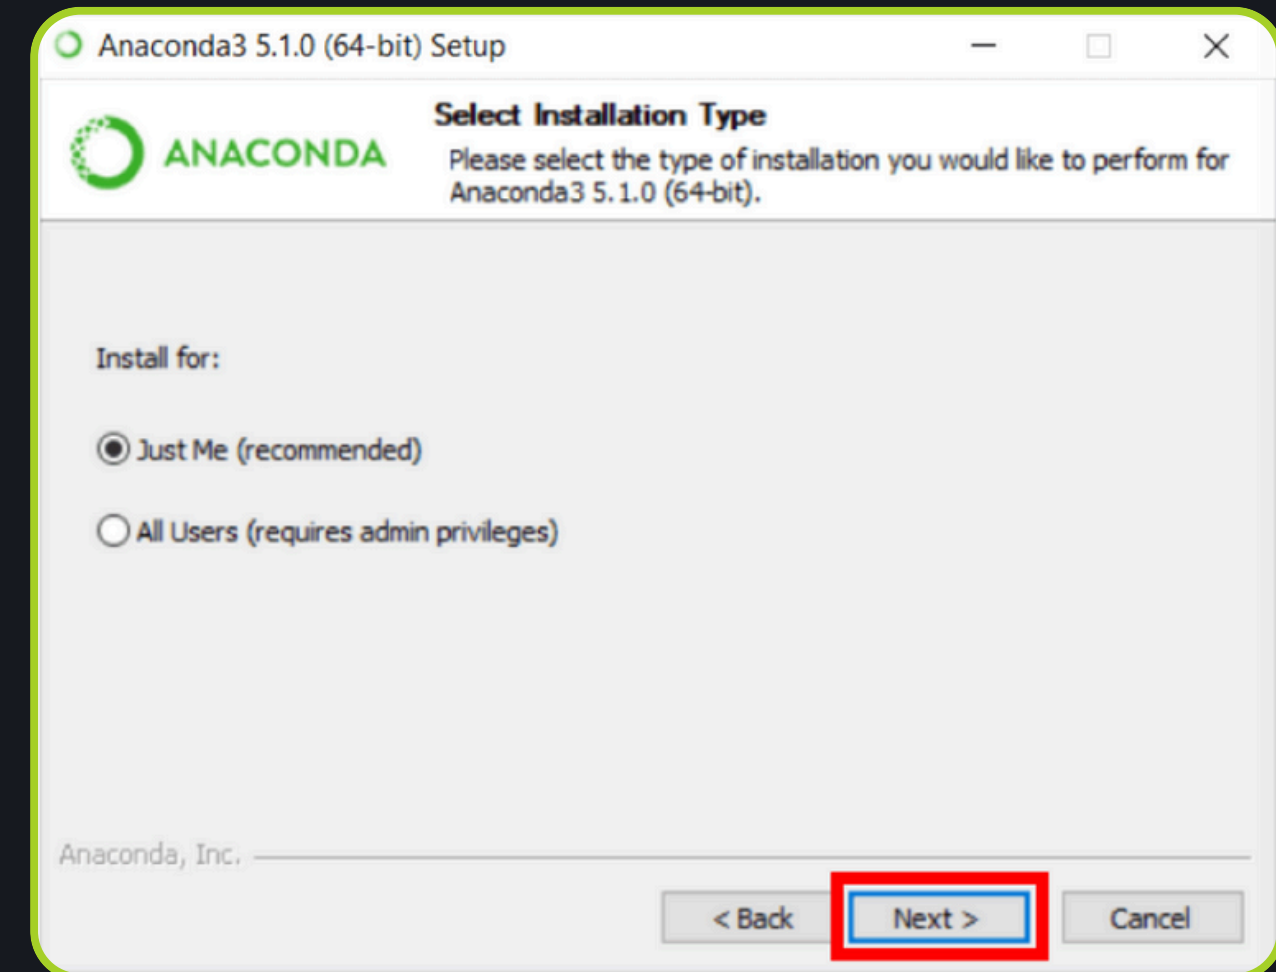 Anaconda3 5.1.0 (64-bit) Setup
ANACONDA
Select Installation Type
Please select the type of installation you would like to perform for
Anaconda3 5.1.0 (64-bit).
Install for:
Just Me (recommended)
All Users (requires admin privileges)
Anaconda, Inc.
< Back
Next >
Cancel